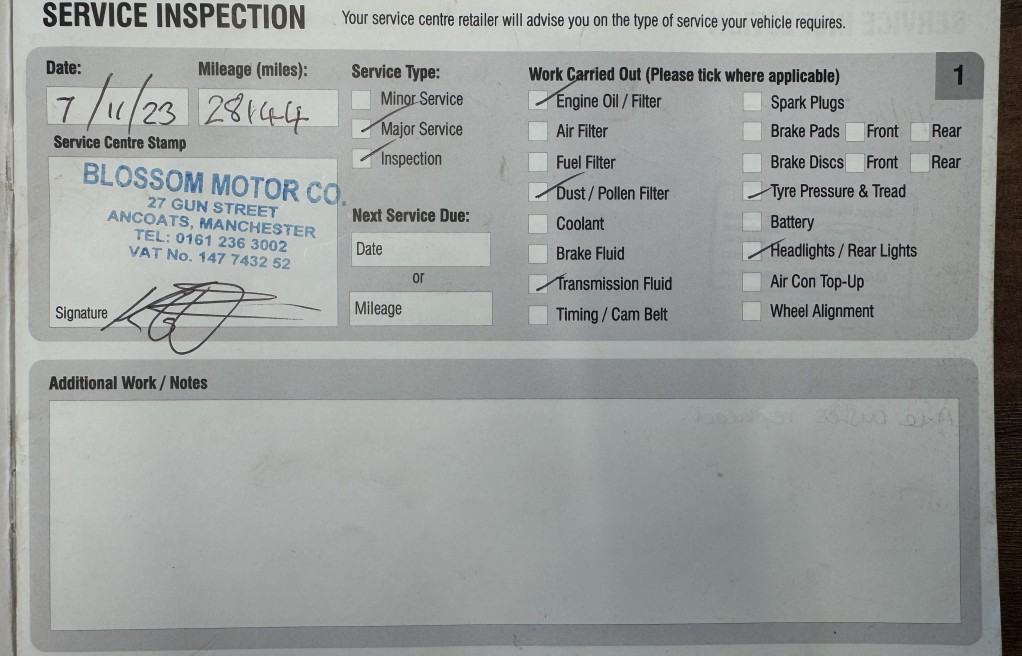 SERVICE INSPECTION Your service centre retailer will advise you on the type of service your vehicle requires.
1
Date: Mileage (miles):
7/11/23 28144
Service Centre Stamp
BLOSSOM MOTOR CO.
27 GUN STREET
ANCOATS, MANCHESTER
TEL: 0161 236 3002
VAT No. 147 7432 52
Signature
Service Type:
Minor Service
Major Service
Inspection
Next Service Due:
Date
or
Mileage
Work Carried Out (Please tick where applicable)
Engine Oil / Filter
Air Filter
Fuel Filter
Dust / Pollen Filter
Coolant
Brake Fluid
Transmission Fluid
Timing / Cam Belt
Spark Plugs
Brake Pads Front Rear
Brake Discs Front Rear
Tyre Pressure & Tread
Battery
Headlights / Rear Lights
Air Con Top-Up
Wheel Alignment
Additional Work / Notes